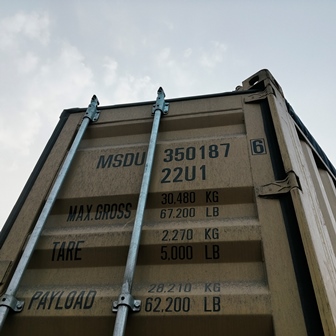 MSDU 350187 6
22U1
30.480 KG
MAX.GROSS 67.200 LB
2.270 KG
TARE 5.000 LB
28.210 KG
PAYLOAD 62.200 LB